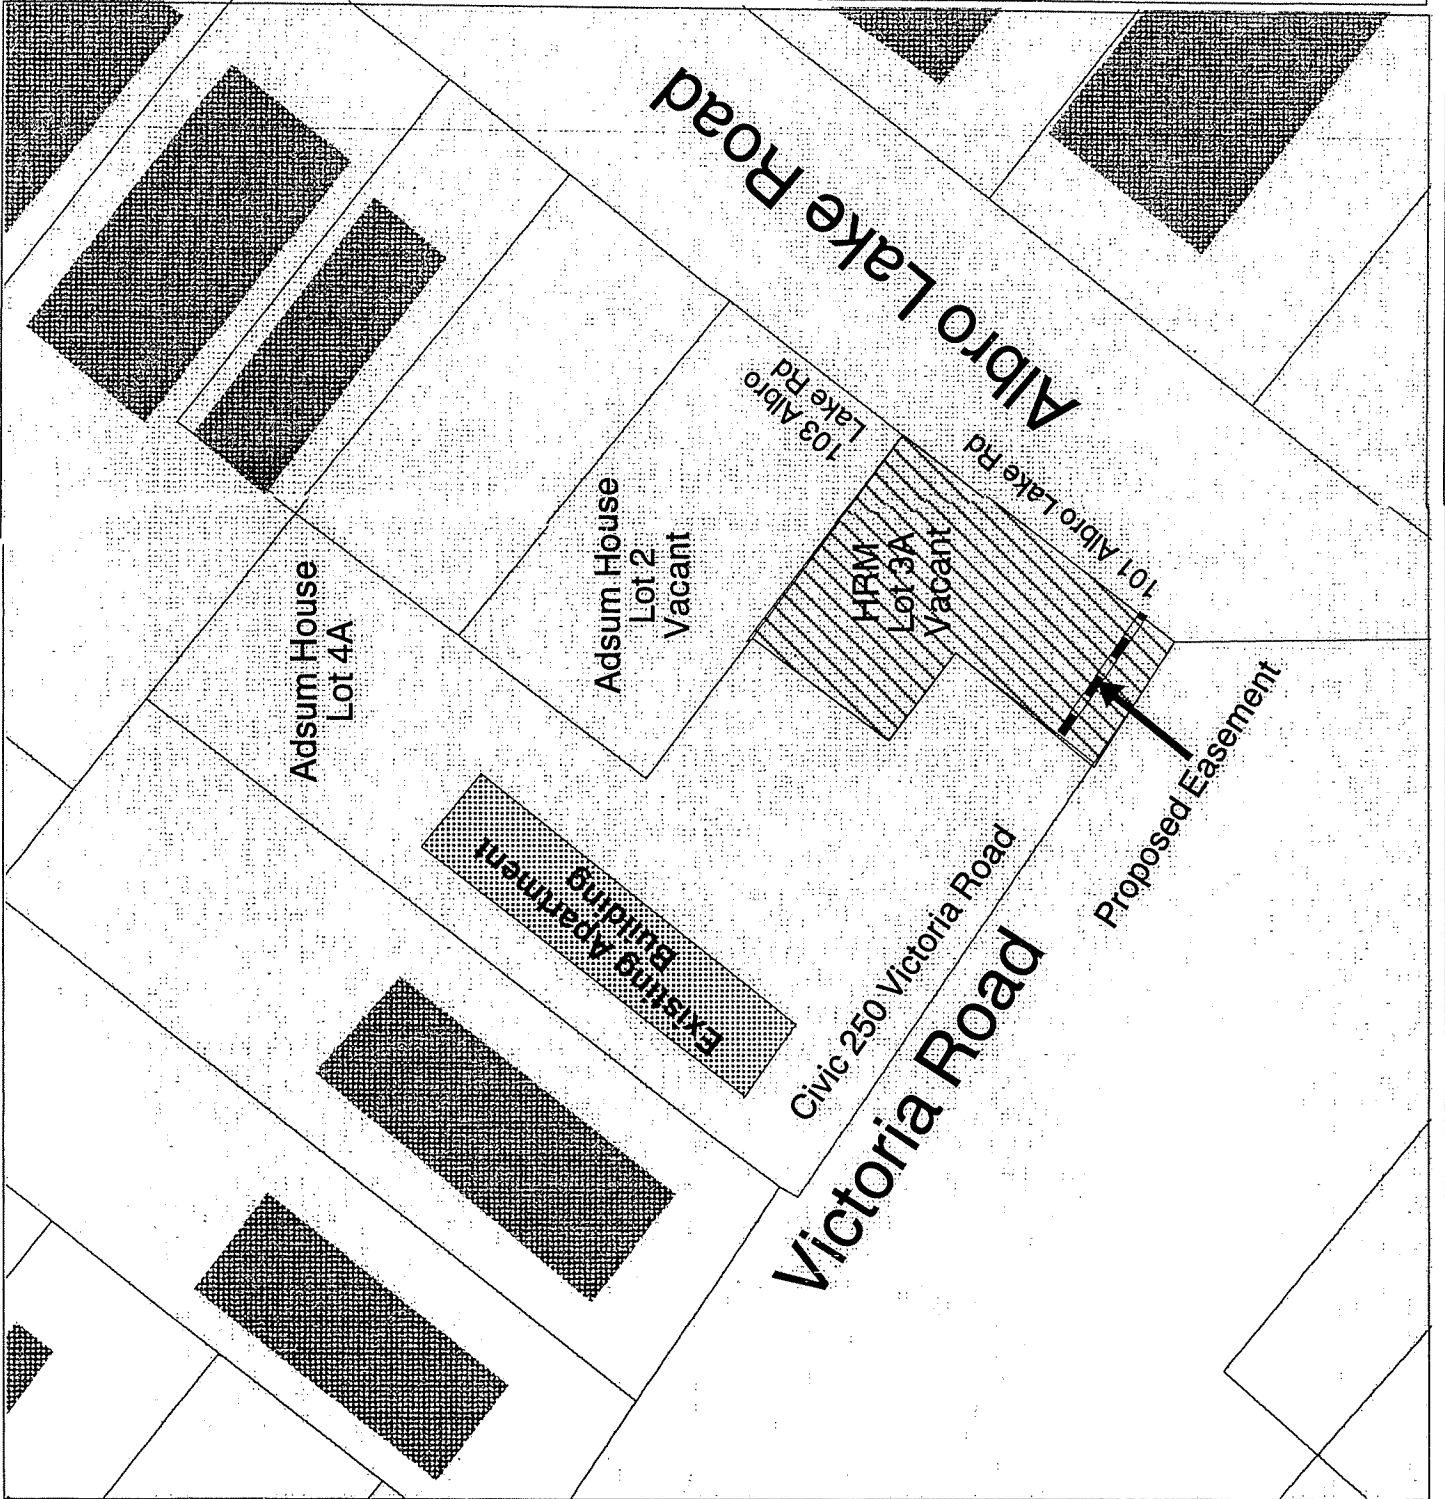 Albro Lake Road
103 Albro
Lake Rd
101 Albro Lake Rd
Adsum House
Lot 4A
Adsum House
Lot 2
Vacant
HRM
Lot 3A
Vacant
Existing Apartment
Building
Civic 250 Victoria Road
Victoria Road
Proposed Easement